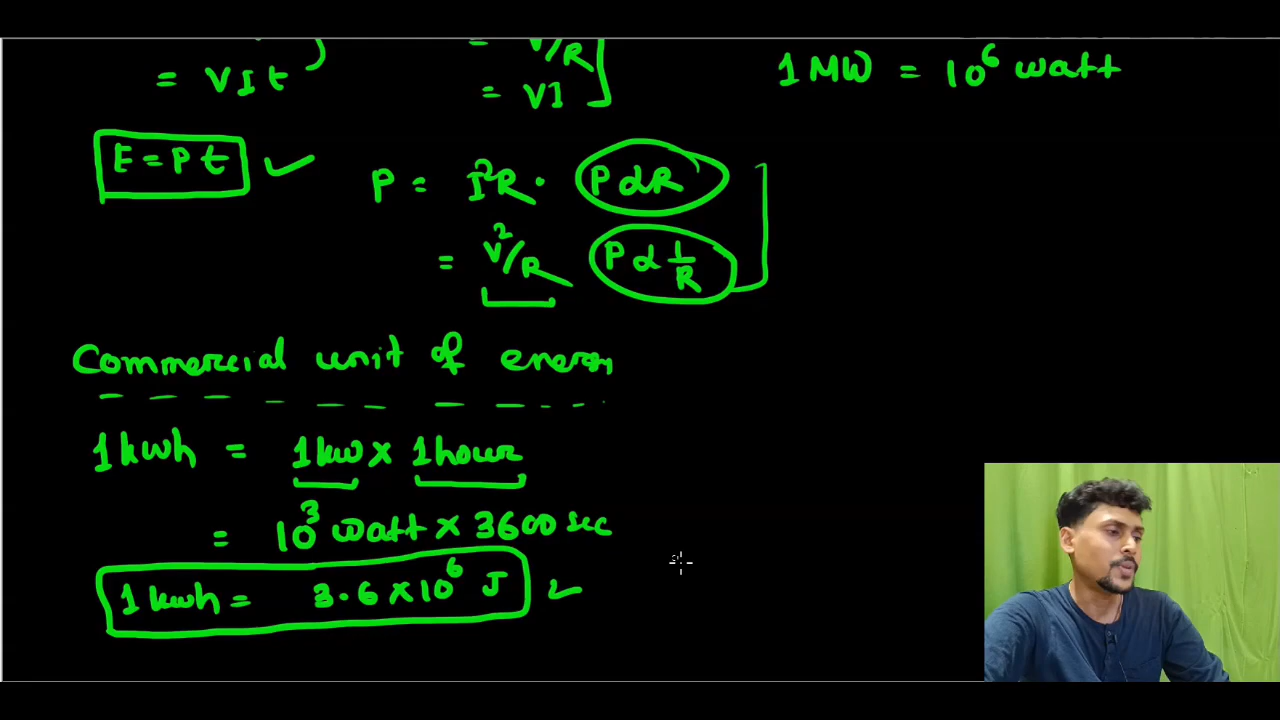 = V/R
= VIt
= VI
1 MW = 10⁶ watt
E = Pt
P = I²R. P α R
= V²/R P α 1/R
Commercial unit of energy
1 kwh = 1 kw × 1 hour
= 10³ watt × 3600 sec
1 kwh = 3.6 × 10⁶ J